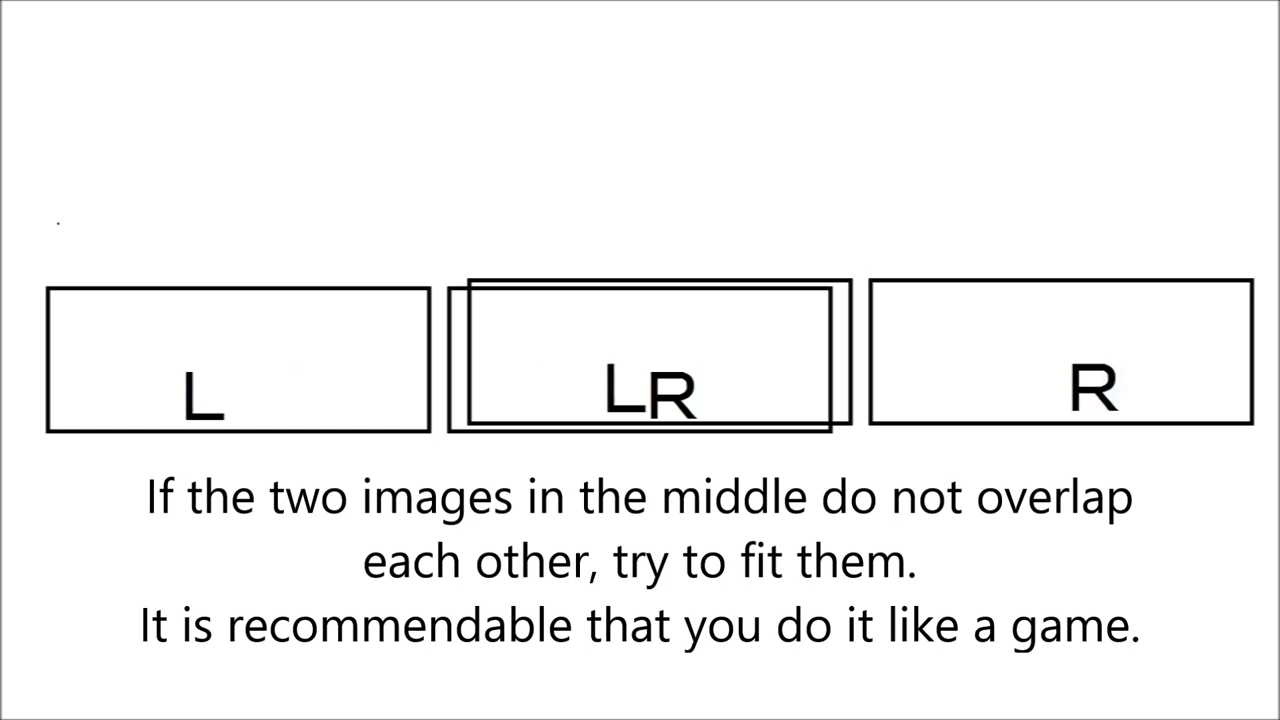 L LR R
If the two images in the middle do not overlap
each other, try to fit them.
It is recommendable that you do it like a game.